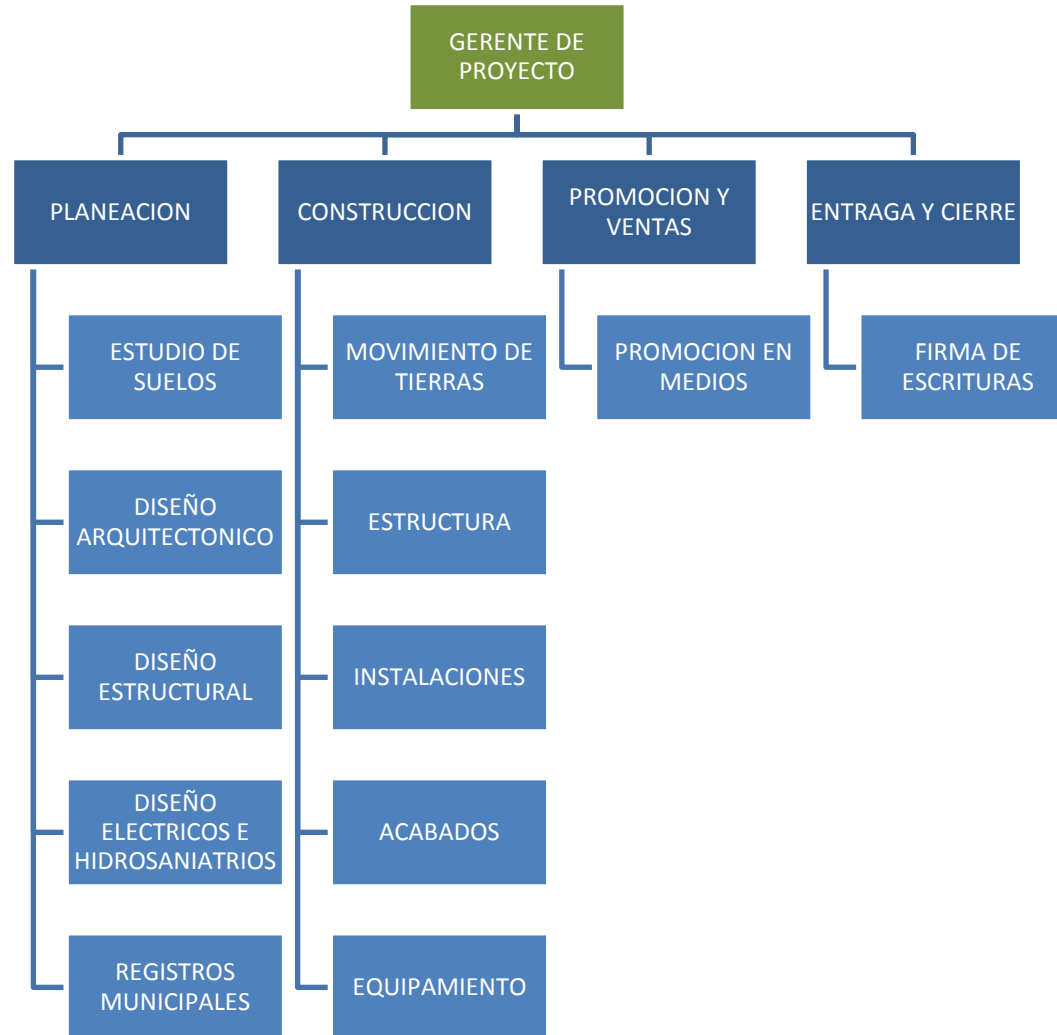 GERENTE DE
PROYECTO
PLANEACION
CONSTRUCCION
PROMOCION Y
VENTAS
ENTRAGA Y CIERRE
ESTUDIO DE
SUELOS
MOVIMIENTO DE
TIERRAS
PROMOCION EN
MEDIOS
FIRMA DE
ESCRITURAS
DISEÑO
ARQUITECTONICO
ESTRUCTURA
DISEÑO
ESTRUCTURAL
INSTALACIONES
DISEÑO
ELECTRICOS E
HIDROSANIATRIOS
ACABADOS
REGISTROS
MUNICIPALES
EQUIPAMIENTO